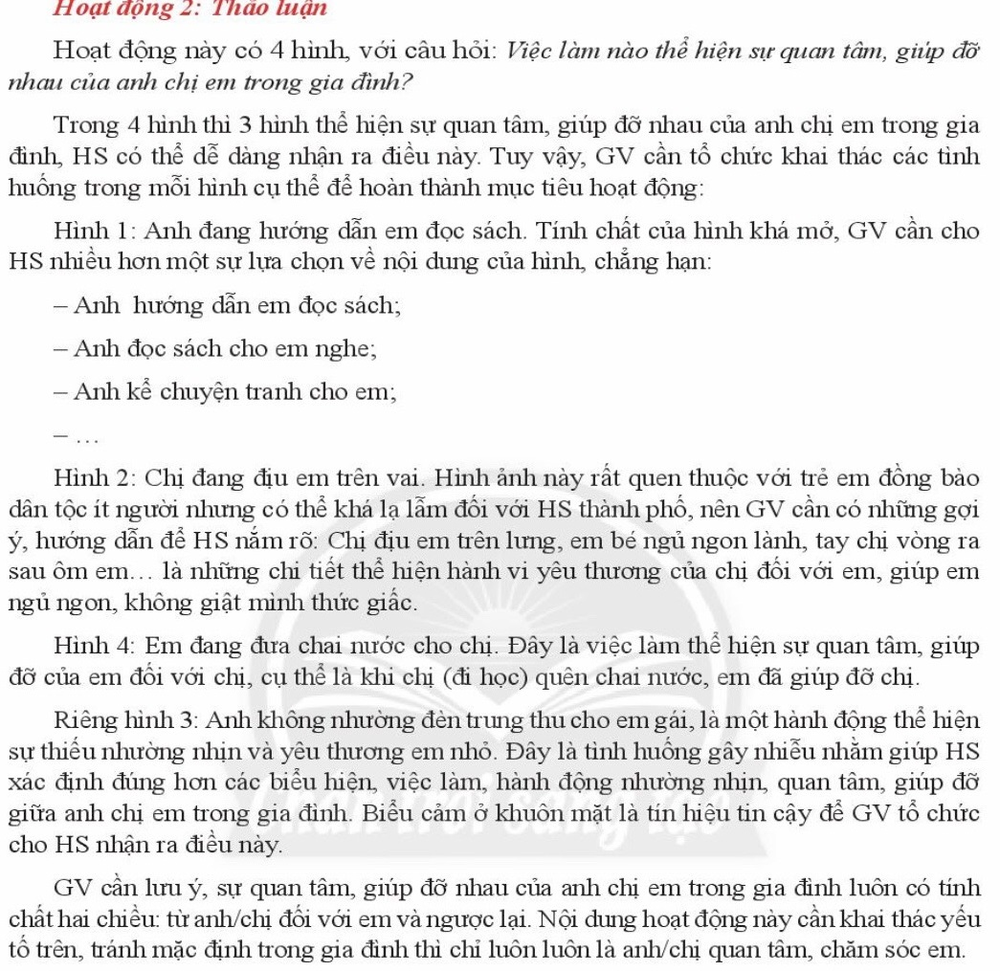 Hoạt động 2: Thảo luận
Hoạt động này có 4 hình, với câu hỏi: Việc làm nào thể hiện sự quan tâm, giúp đỡ
nhau của anh chị em trong gia đình?
Trong 4 hình thì 3 hình thể hiện sự quan tâm, giúp đỡ nhau của anh chị em trong gia
đình, HS có thể dễ dàng nhận ra điều này. Tuy vậy, GV cần tổ chức khai thác các tình
huống trong mỗi hình cụ thể để hoàn thành mục tiêu hoạt động:
Hình 1: Anh đang hướng dẫn em đọc sách. Tính chất của hình khá mở, GV cần cho
HS nhiều hơn một sự lựa chọn về nội dung của hình, chẳng hạn:
– Anh hướng dẫn em đọc sách;
– Anh đọc sách cho em nghe;
– Anh kể chuyện tranh cho em;
– …
Hình 2: Chị đang địu em trên vai. Hình ảnh này rất quen thuộc với trẻ em đồng bào
dân tộc ít người nhưng có thể khá lạ lẫm đối với HS thành phố, nên GV cần có những gợi
ý, hướng dẫn để HS nắm rõ: Chị địu em trên lưng, em bé ngủ ngon lành, tay chị vòng ra
sau ôm em… là những chi tiết thể hiện hành vi yêu thương của chị đối với em, giúp em
ngủ ngon, không giật mình thức giấc.
Hình 4: Em đang đưa chai nước cho chị. Đây là việc làm thể hiện sự quan tâm, giúp
đỡ của em đối với chị, cụ thể là khi chị (đi học) quên chai nước, em đã giúp đỡ chị.
Riêng hình 3: Anh không nhường đèn trung thu cho em gái, là một hành động thể hiện
sự thiếu nhường nhịn và yêu thương em nhỏ. Đây là tình huống gây nhiễu nhằm giúp HS
xác định đúng hơn các biểu hiện, việc làm, hành động nhường nhịn, quan tâm, giúp đỡ
giữa anh chị em trong gia đình. Biểu cảm ở khuôn mặt là tín hiệu tin cậy để GV tổ chức
cho HS nhận ra điều này.
Chân trời sáng tạo
GV cần lưu ý, sự quan tâm, giúp đỡ nhau của anh chị em trong gia đình luôn có tính
chất hai chiều: từ anh/chị đối với em và ngược lại. Nội dung hoạt động này cần khai thác yếu
tố trên, tránh mặc định trong gia đình thì chỉ luôn luôn là anh/chị quan tâm, chăm sóc em.